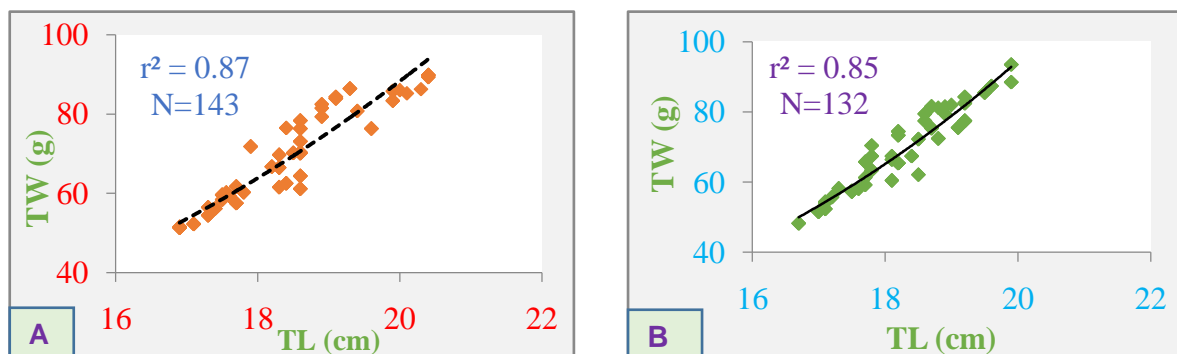 100
80
60
40
TW (g)
r² = 0.87
N=143
16
18
20
22
TL (cm)
A
100
80
60
40
TW (g)
r² = 0.85
N=132
16
18
20
22
TL (cm)
B